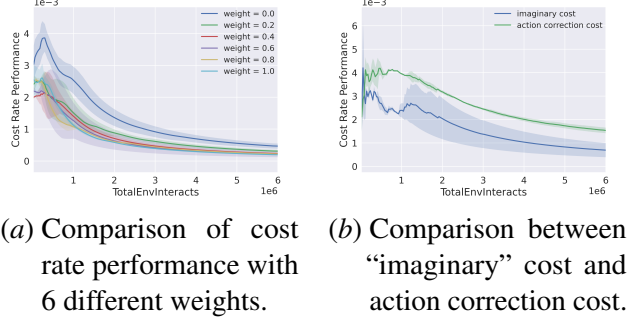 1e−3
Cost Rate Performance
4
3
2
1
0
weight = 0.0
weight = 0.2
weight = 0.4
weight = 0.6
weight = 0.8
weight = 1.0
1 2 3 4 5 6
1e6
TotalEnvInteracts
(a) Comparison of cost
rate performance with
6 different weights.
1e−3
Cost Rate Performance
6
5
4
3
2
1
0
imaginary cost
action correction cost
1 2 3 4 5 6
1e6
TotalEnvInteracts
(b) Comparison between
“imaginary” cost and
action correction cost.